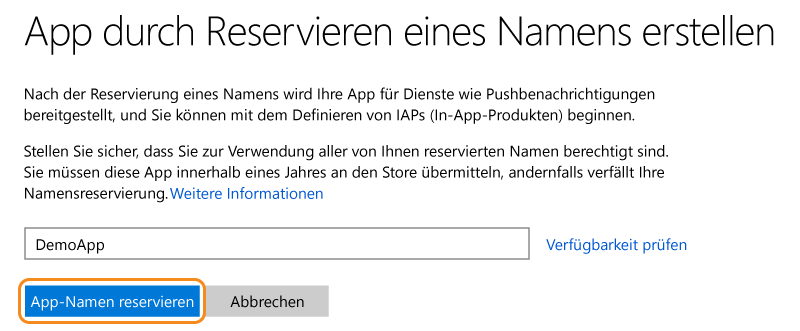 App durch Reservieren eines Namens erstellen
Nach der Reservierung eines Namens wird Ihre App für Dienste wie Pushbenachrichtigungen
bereitgestellt, und Sie können mit dem Definieren von IAPs (In-App-Produkten) beginnen.
Stellen Sie sicher, dass Sie zur Verwendung aller von Ihnen reservierten Namen berechtigt sind.
Sie müssen diese App innerhalb eines Jahres an den Store übermitteln, andernfalls verfällt Ihre
Namensreservierung. Weitere Informationen
DemoApp Verfügbarkeit prüfen
App-Namen reservieren Abbrechen